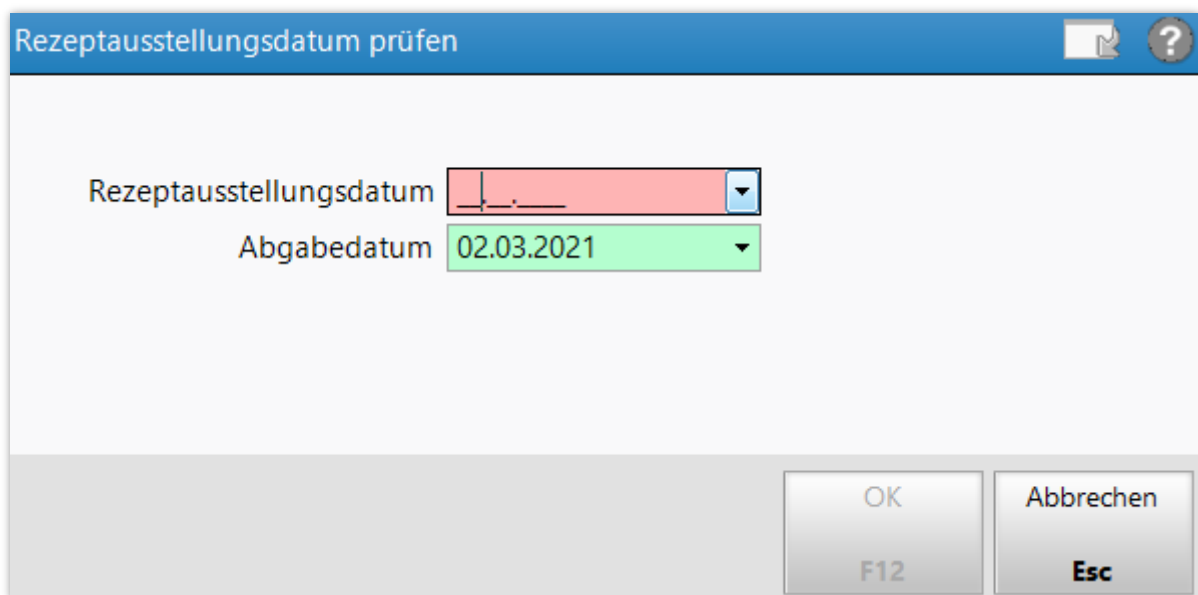 Rezeptausstellungsdatum prüfen
?
Rezeptausstellungsdatum __.__.____
Abgabedatum 02.03.2021
OK Abbrechen
F12 Esc